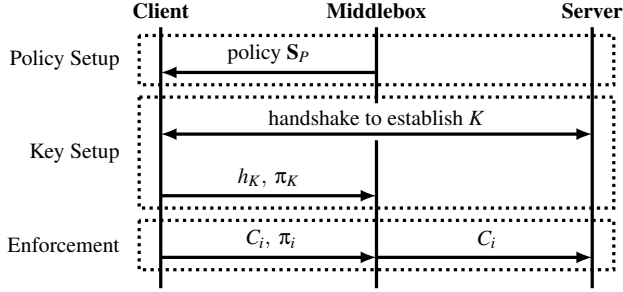 Client Middlebox Server
Policy Setup policy S_P
handshake to establish K
Key Setup
h_K, π_K
Enforcement C_i, π_i C_i